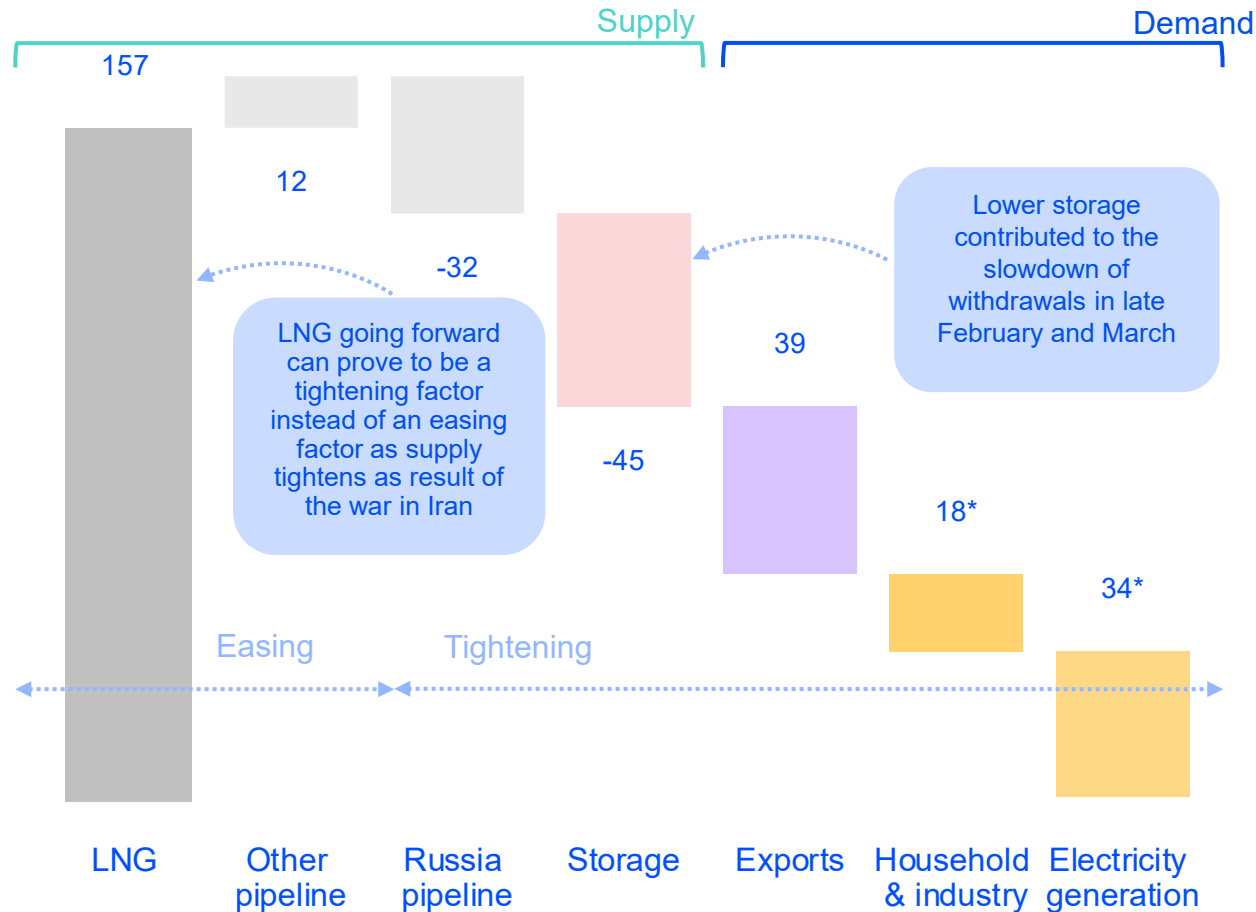 Supply
Demand
157
12
-32
-45
39
18*
34*
LNG going forward
can prove to be a
tightening factor
instead of an easing
factor as supply
tightens as result of
the war in Iran
Lower storage
contributed to the
slowdown of
withdrawals in late
February and March
Easing
Tightening
LNG
Other
pipeline
Russia
pipeline
Storage
Exports
Household
& industry
Electricity
generation